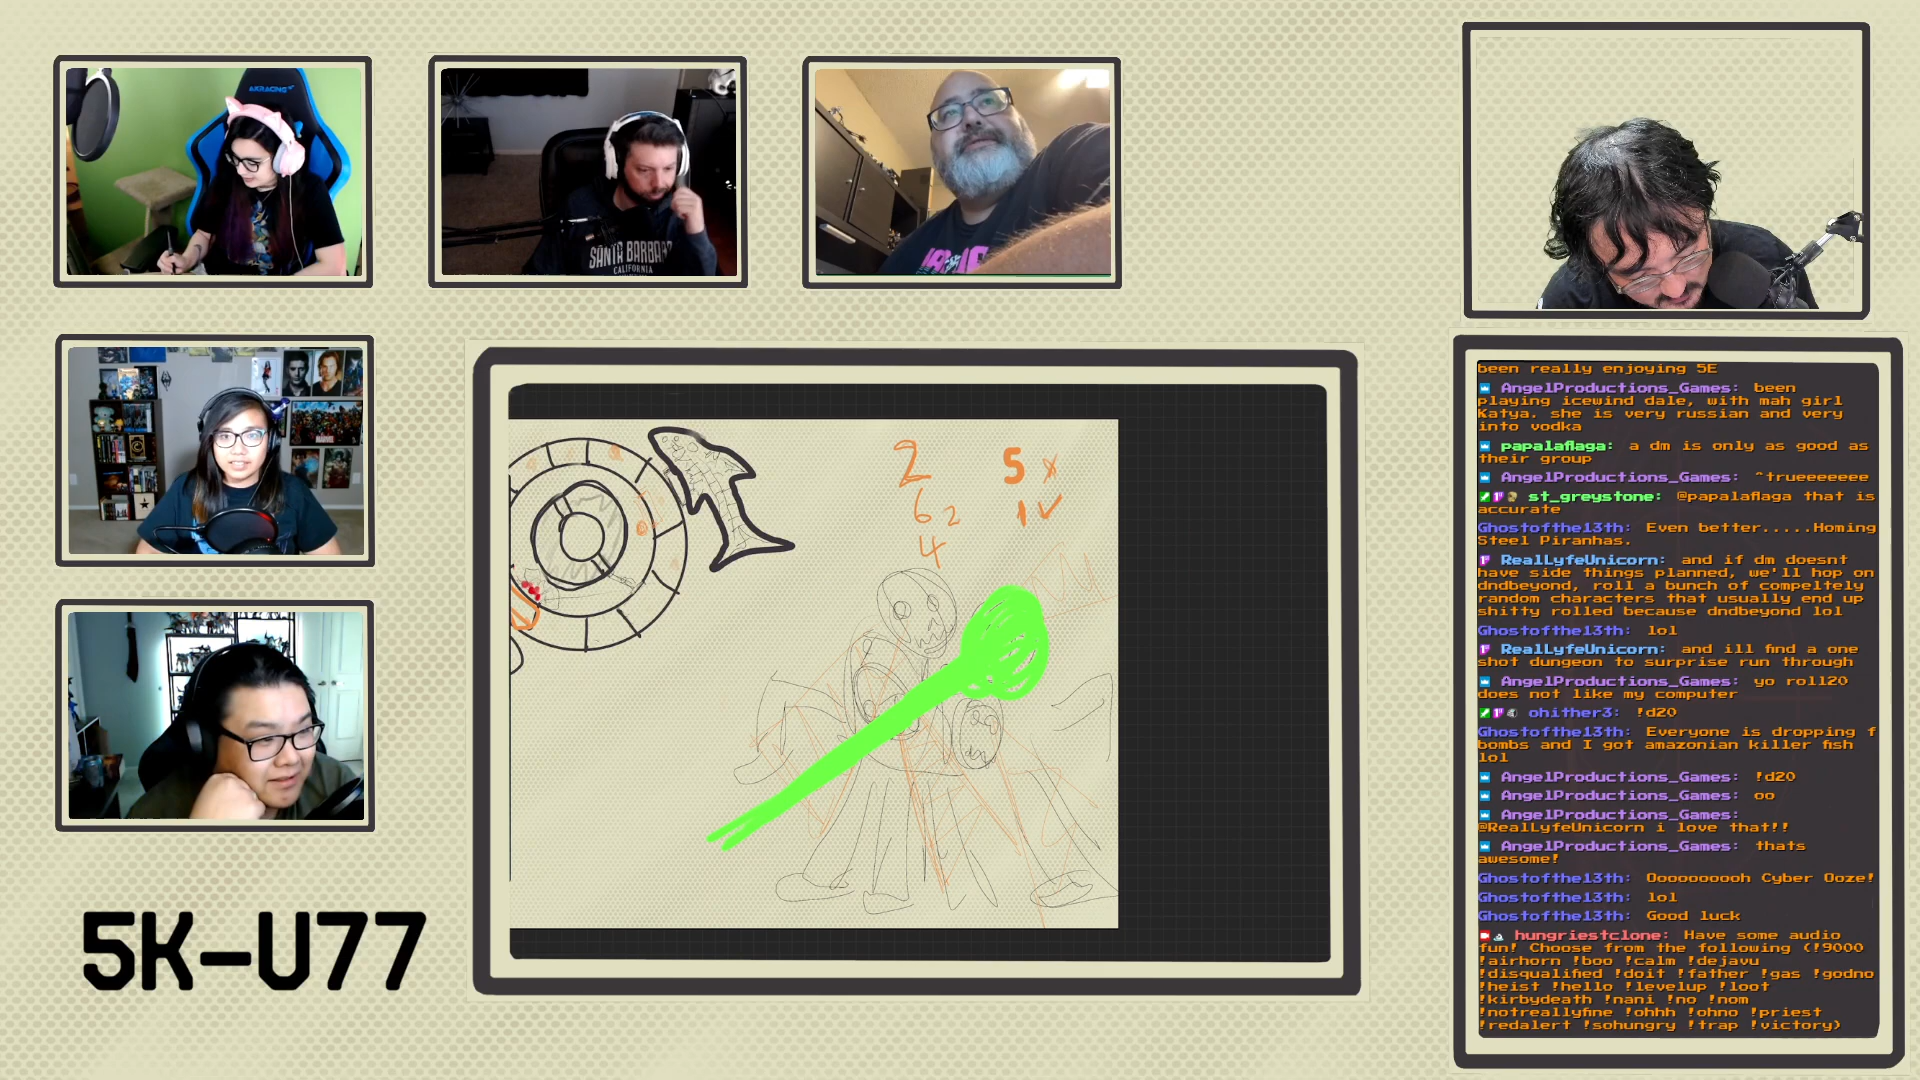 AKRACING
SANTA BARBARA
CALIFORNIA
2
5 x
6 2
1 ✓
4
5K-U77
been really enjoying 5E
AngelProductions_Games: been
playing icewind dale, with mah girl
Katya. she is very russian and very
into vodka
papalaflaga: a dm is only as good as
their group
AngelProductions_Games: ^trueeeeeee
st_greystone: @papalaflaga that is
accurate
Ghostofthe13th: Even better.....Homing
Steel Piranhas.
RealLyfeUnicorn: and if dm doesnt
have side things planned, we'll hop on
dndbeyond, roll a bunch of compeltely
random characters that usually end up
shitty rolled because dndbeyond lol
Ghostofthe13th: lol
RealLyfeUnicorn: and ill find a one
shot dungeon to surprise run through
AngelProductions_Games: yo roll20
does not like my computer
ohither3: !d20
Ghostofthe13th: Everyone is dropping f
bombs and I got amazonian killer fish
lol
AngelProductions_Games: !d20
AngelProductions_Games: oo
AngelProductions_Games:
@RealLyfeUnicorn i love that!!
AngelProductions_Games: thats
awesome!
Ghostofthe13th: Oooooooooh Cyber Ooze!
Ghostofthe13th: lol
Ghostofthe13th: Good luck
hungriestclone: Have some audio
fun! Choose from the following (!9000
!airhorn !boo !calm !dejavu
!disqualified !doit !father !gas !godno
!heist !hello !levelup !loot
!kirbydeath !nani !no !nom
!notreallyfine !ohhh !ohno !priest
!redalert !sohungry !trap !victory)